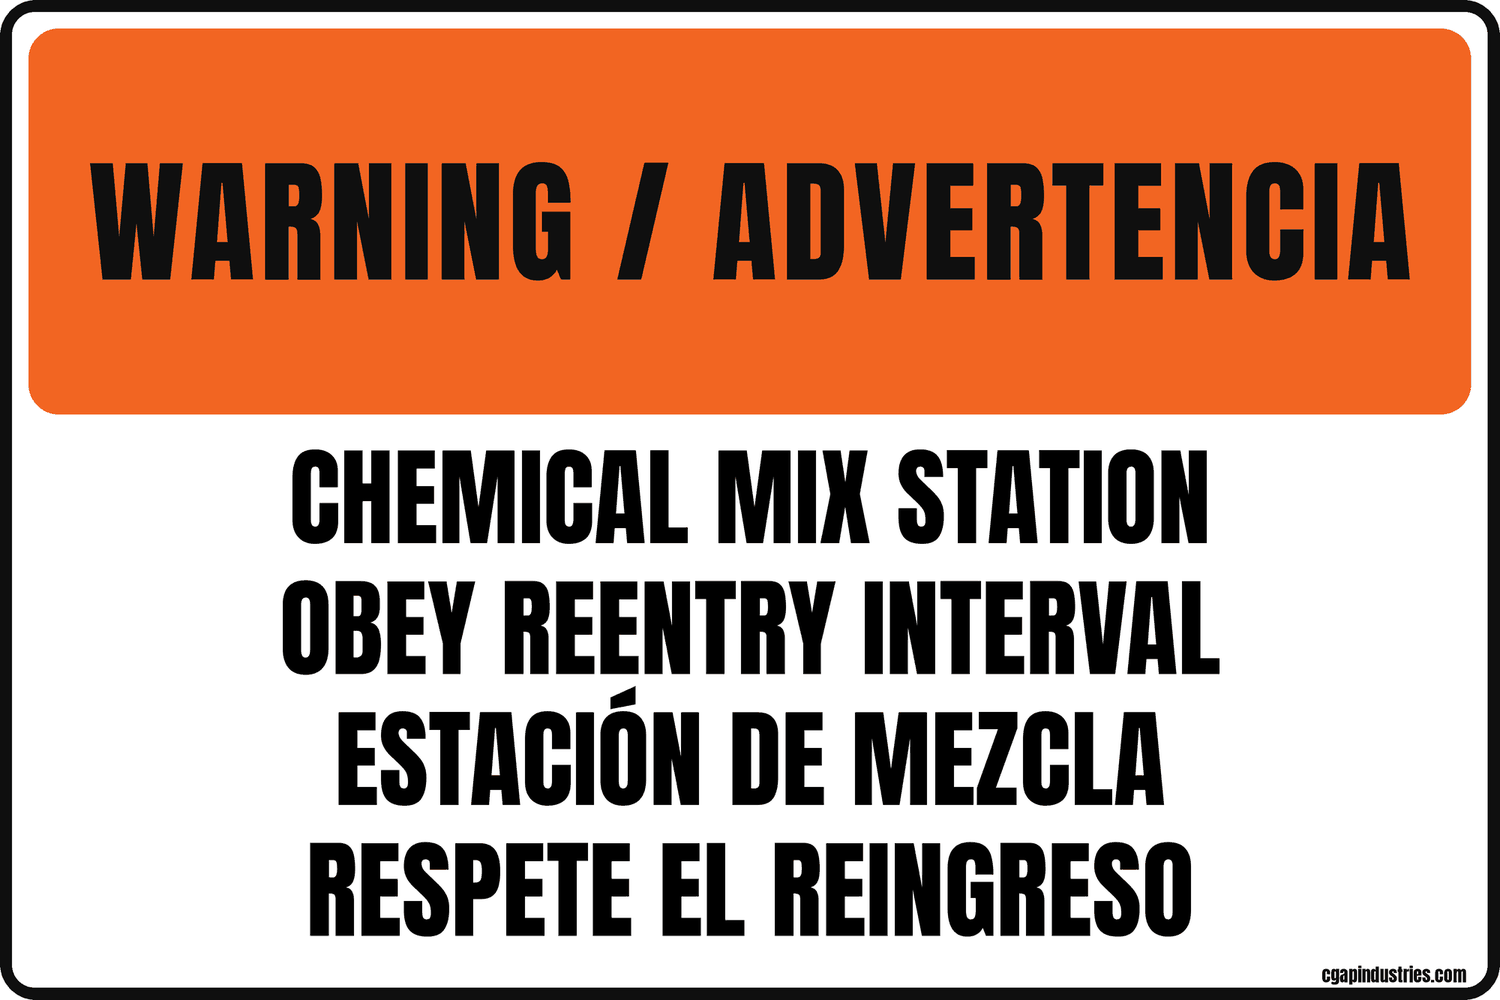 WARNING / ADVERTENCIA
CHEMICAL MIX STATION
OBEY REENTRY INTERVAL
ESTACIÓN DE MEZCLA
RESPETE EL REINGRESO
cgapindustries.com